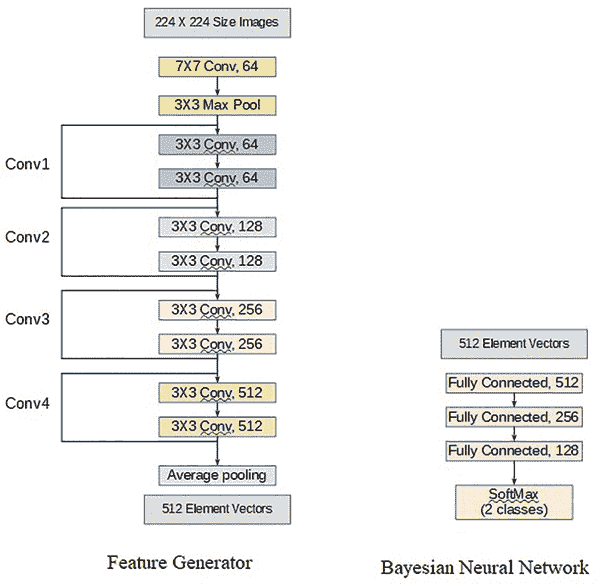 224 X 224 Size Images
7X7 Conv, 64
3X3 Max Pool
Conv1
3X3 Conv, 64
3X3 Conv, 64
Conv2
3X3 Conv, 128
3X3 Conv, 128
Conv3
3X3 Conv, 256
3X3 Conv, 256
Conv4
3X3 Conv, 512
3X3 Conv, 512
Average pooling
512 Element Vectors
Feature Generator
512 Element Vectors
Fully Connected, 512
Fully Connected, 256
Fully Connected, 128
SoftMax
(2 classes)
Bayesian Neural Network